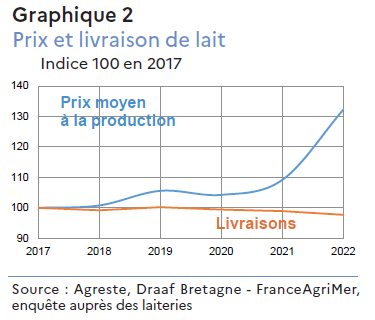 Graphique 2
Prix et livraison de lait
Indice 100 en 2017
140
130
120
110
100
90
Prix moyen
à la production
Livraisons
2017 2018 2019 2020 2021 2022
Source : Agreste, Draaf Bretagne - FranceAgriMer,
enquête auprès des laiteries